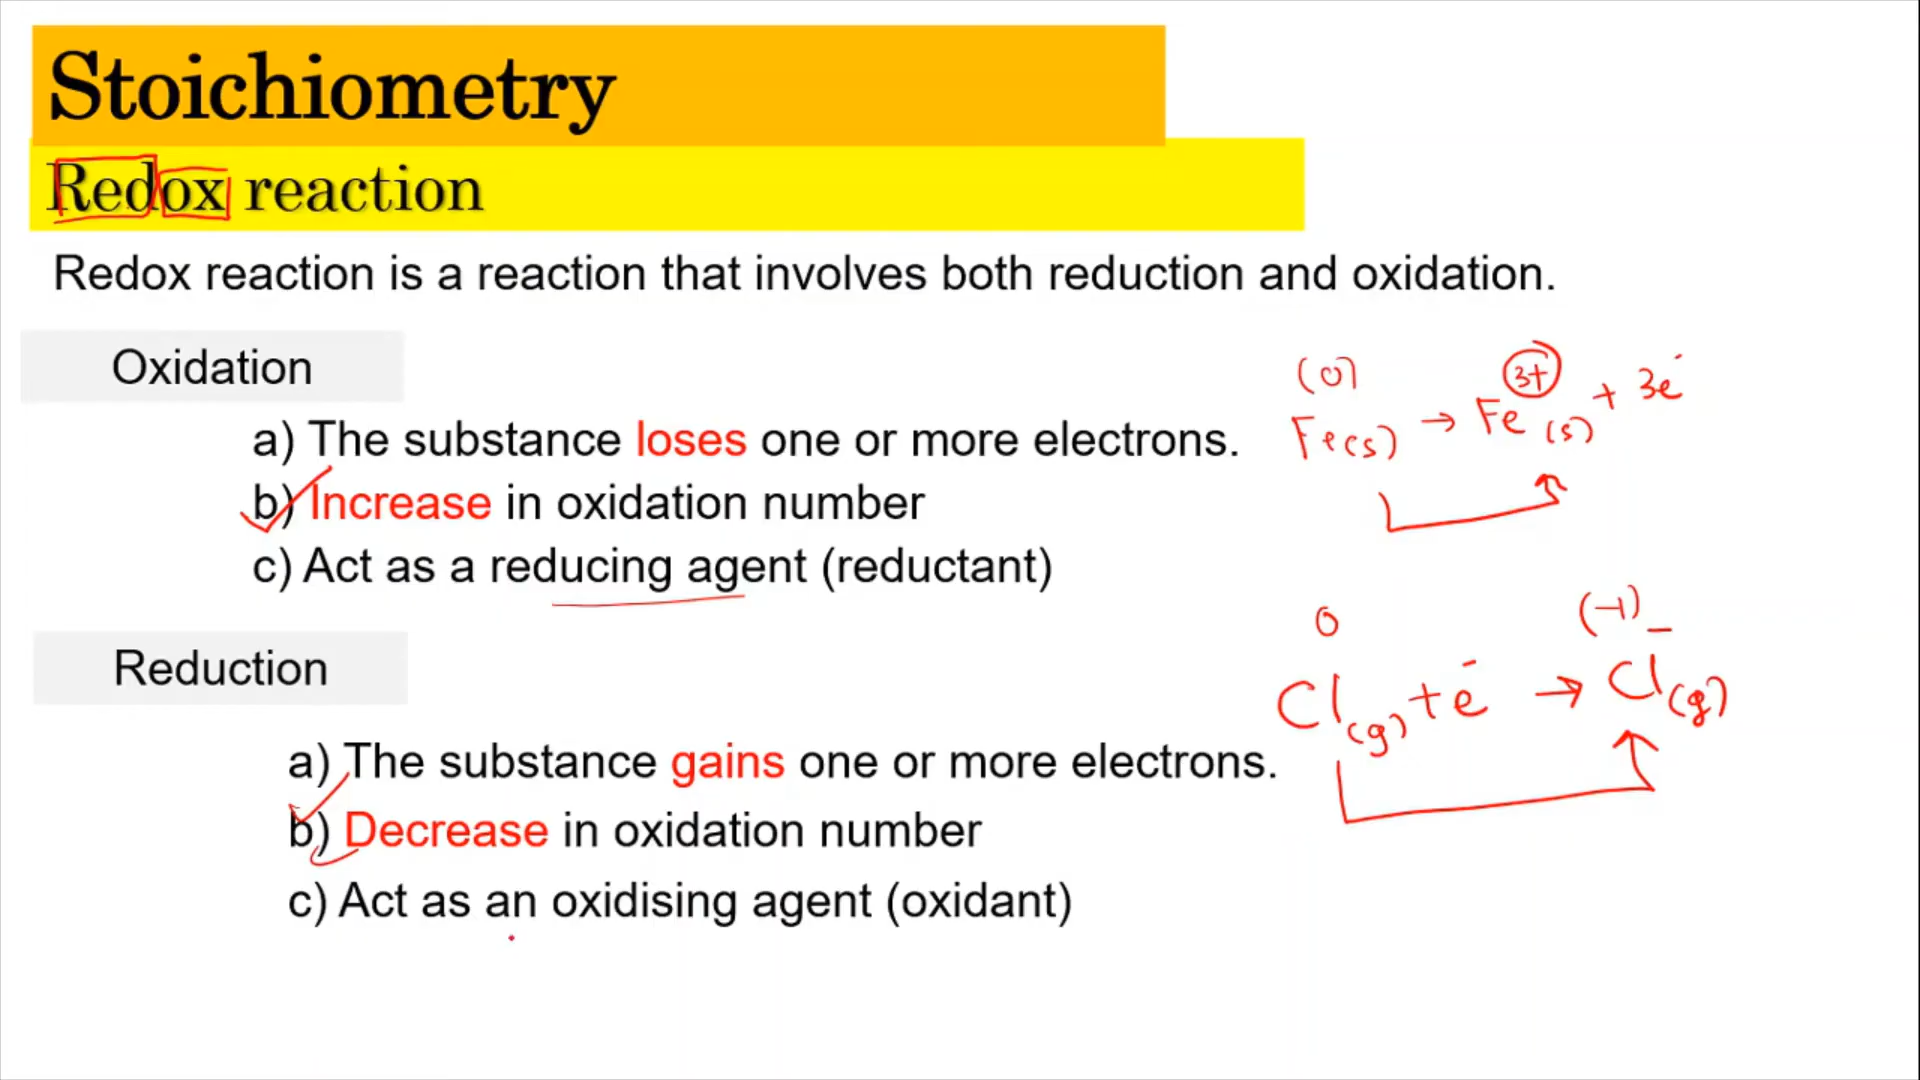 Stoichiometry
Redox reaction
Redox reaction is a reaction that involves both reduction and oxidation.
Oxidation
a) The substance loses one or more electrons.
b) Increase in oxidation number
c) Act as a reducing agent (reductant)
(0)
Fe(s) → Fe³⁺(s) + 3e⁻
Reduction
a) The substance gains one or more electrons.
b) Decrease in oxidation number
c) Act as an oxidising agent (oxidant)
0 (-1)
Cl(g) + e⁻ → Cl⁻(g)